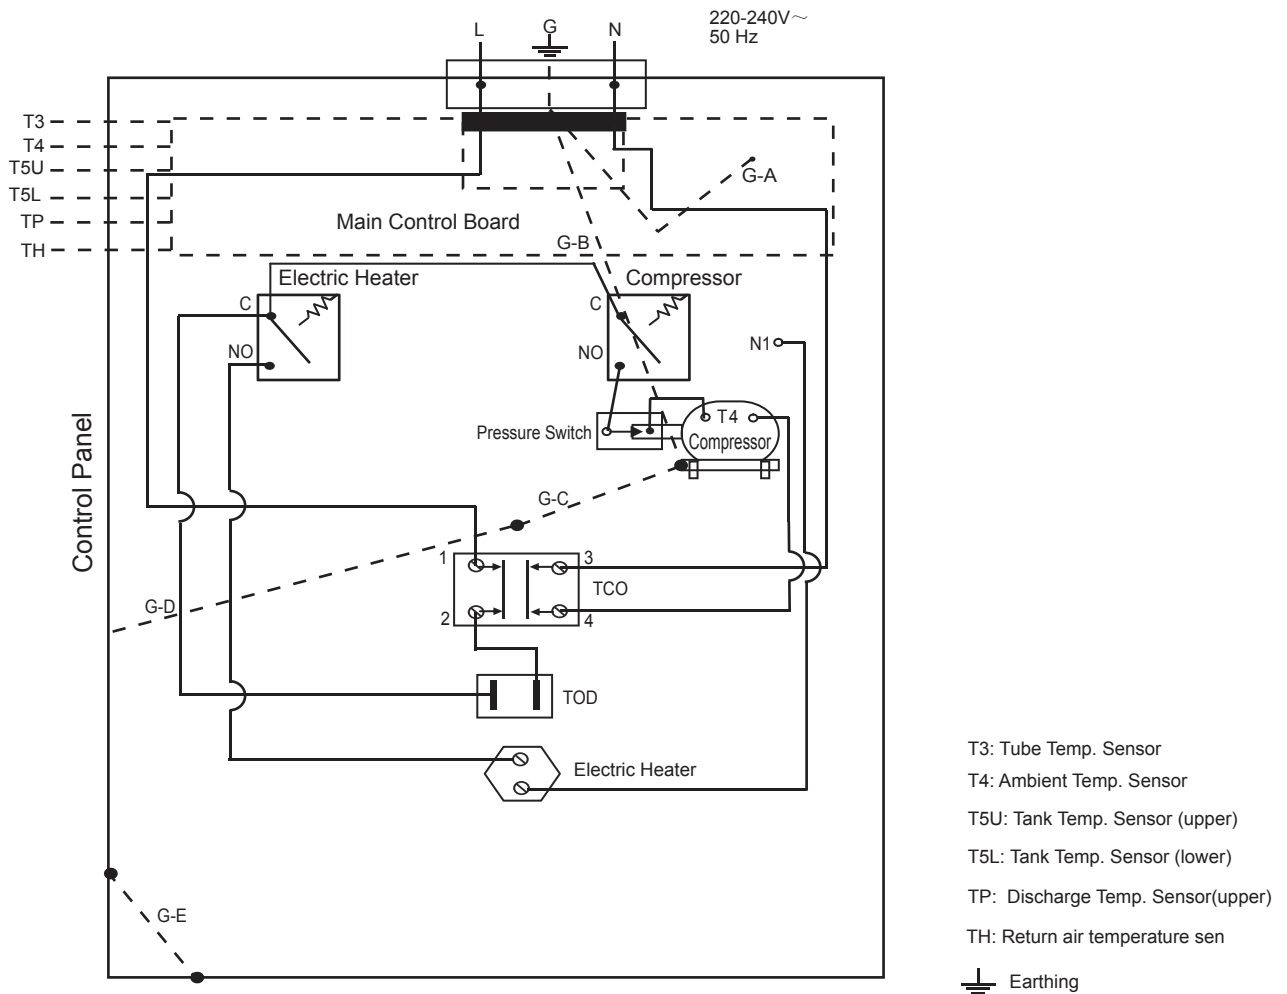 220-240V～
50 Hz
L
G
N
T3
T4
T5U
T5L
TP
TH
G-A
Main Control Board
G-B
Electric Heater
Compressor
C
NO
C
NO
N1
Pressure Switch
T4
Compressor
Control Panel
G-C
1
3
TCO
2
4
G-D
TOD
Electric Heater
G-E
T3: Tube Temp. Sensor
T4: Ambient Temp. Sensor
T5U: Tank Temp. Sensor (upper)
T5L: Tank Temp. Sensor (lower)
TP: Discharge Temp. Sensor(upper)
TH: Return air temperature sen
Earthing